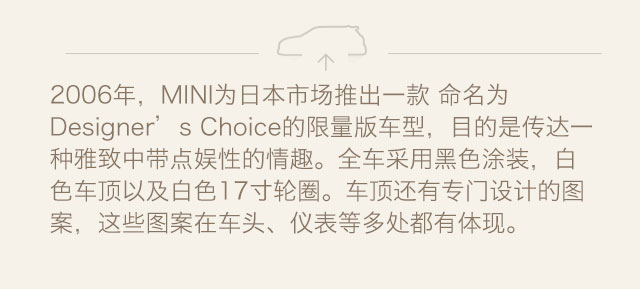 2006年，MINI为日本市场推出一款 命名为
Designer’s Choice的限量版车型，目的是传达一
种雅致中带点娱性的情趣。全车采用黑色涂装，白
色车顶以及白色17寸轮圈。车顶还有专门设计的图
案，这些图案在车头、仪表等多处都有体现。